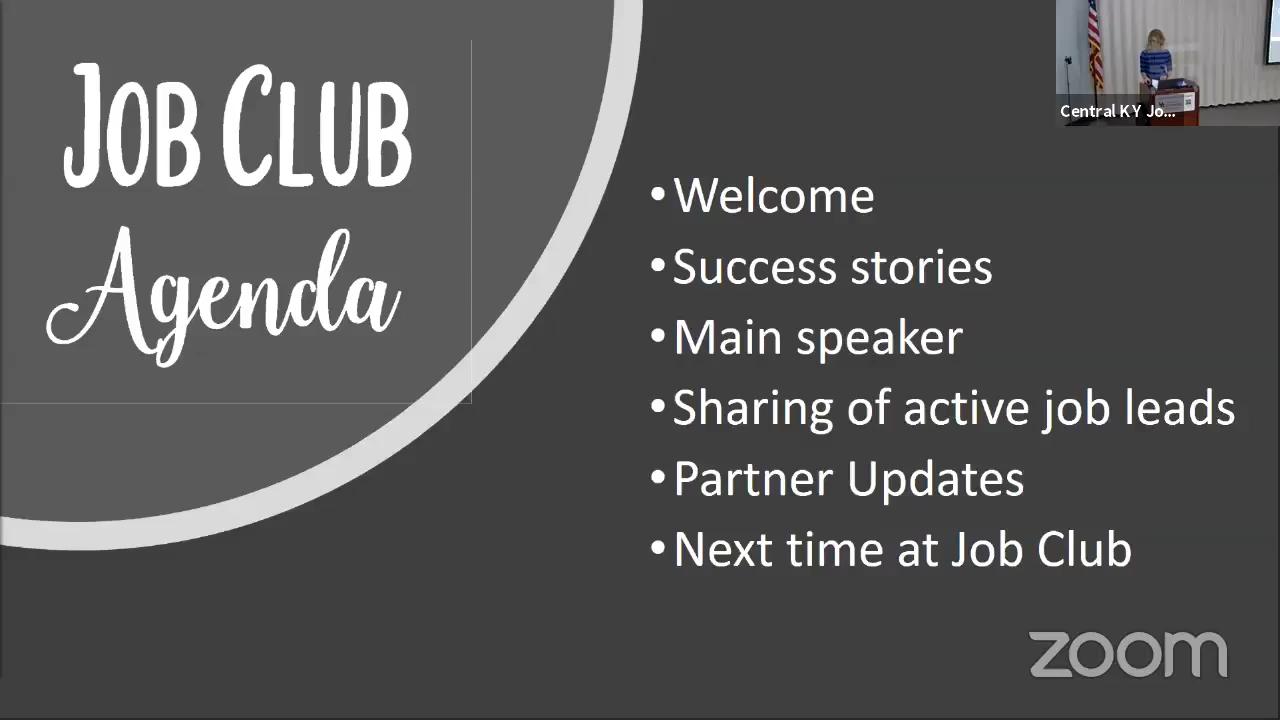 JOB CLUB
Agenda
Central KY Jo...
•Welcome
•Success stories
•Main speaker
•Sharing of active job leads
•Partner Updates
•Next time at Job Club
zoom